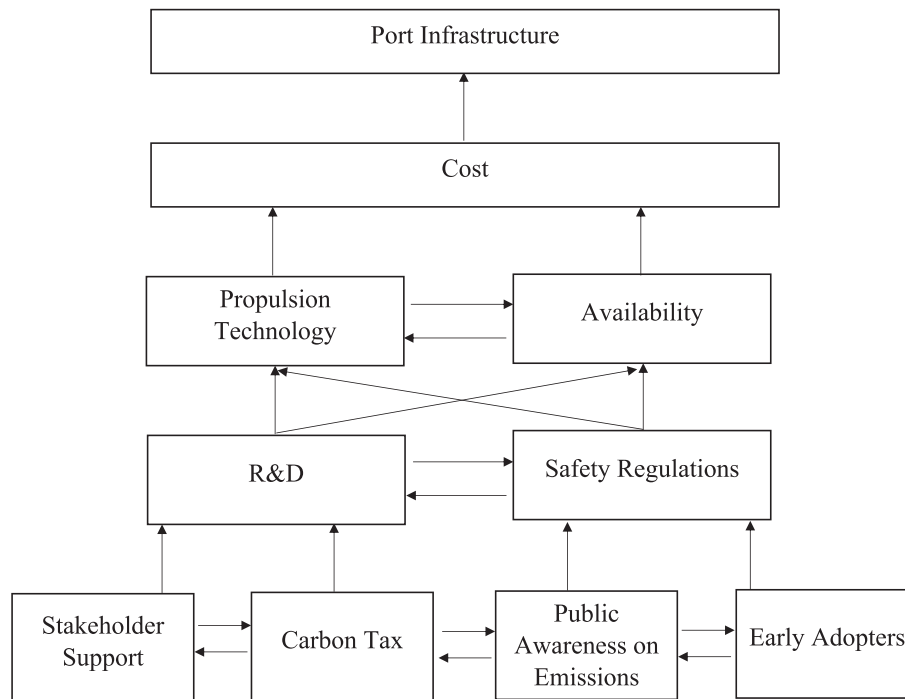 Port Infrastructure
Cost
Propulsion
Technology
Availability
R&D
Safety Regulations
Stakeholder
Support
Carbon Tax
Public
Awareness on
Emissions
Early Adopters